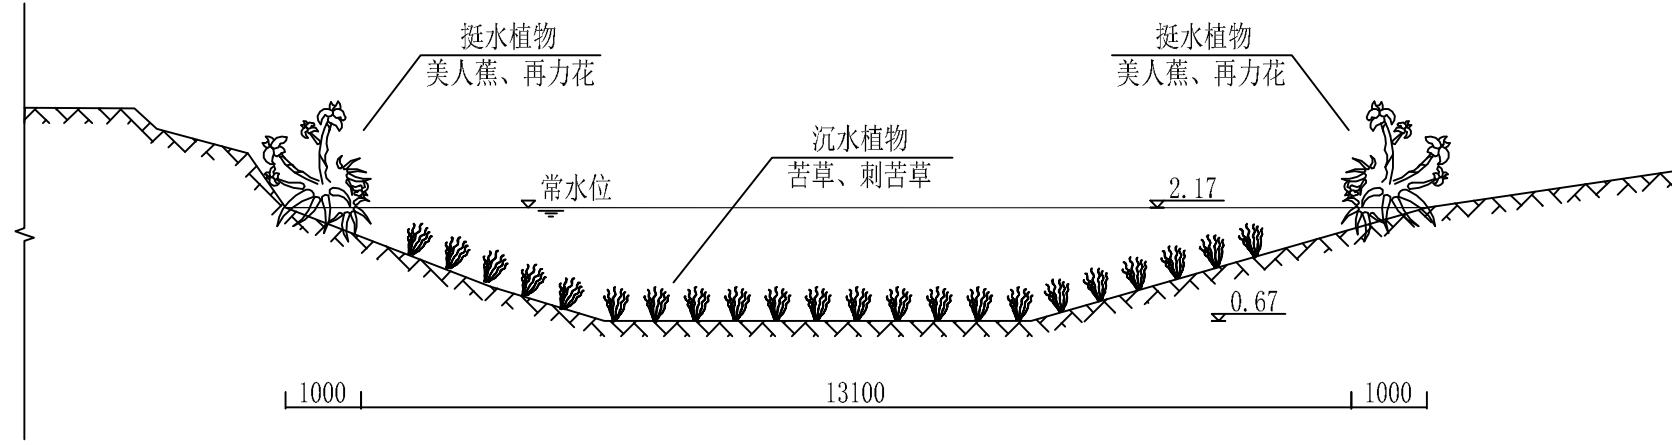 挺水植物
美人蕉、再力花
挺水植物
美人蕉、再力花
沉水植物
苦草、刺苦草
常水位
2.17
0.67
1000
13100
1000